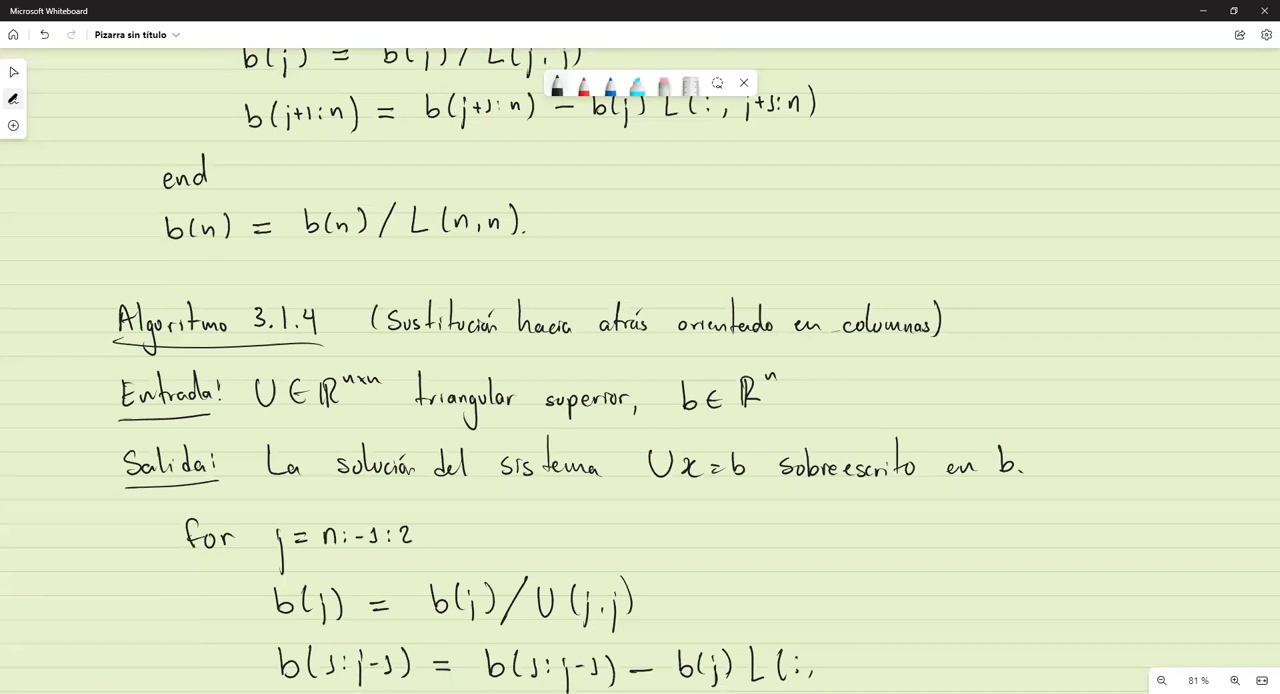 Microsoft Whiteboard
Pizarra sin título
b(j) = b(j) / L(j, j)
b(j+1:n) = b(j+1:n) - b(j) L(:, j+1:n)
end
b(n) = b(n) / L(n,n).
Algoritmo 3.1.4 (Sustitución hacia atrás orientado en columnas)
Entrada: U ∈ ℝ^{n×n} triangular superior, b ∈ ℝ^n
Salida: La solución del sistema Ux=b sobreescrito en b.
for j = n:-1:2
b(j) = b(j) / U(j,j)
b(1:j-1) = b(1:j-1) - b(j) L(:,
81 %